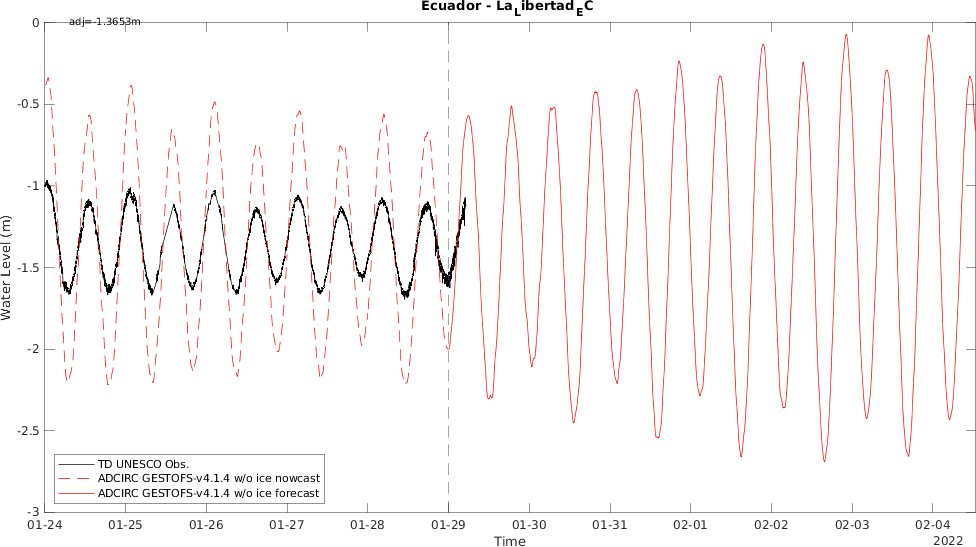 Ecuador - LaLibertadEC
adj=-1.3653m
0
-0.5
-1
-1.5
-2
-2.5
-3
Water Level (m)
TD UNESCO Obs.
ADCIRC GESTOFS-v4.1.4 w/o ice nowcast
ADCIRC GESTOFS-v4.1.4 w/o ice forecast
01-24 01-25 01-26 01-27 01-28 01-29 01-30 01-31 02-01 02-02 02-03 02-04
Time
2022